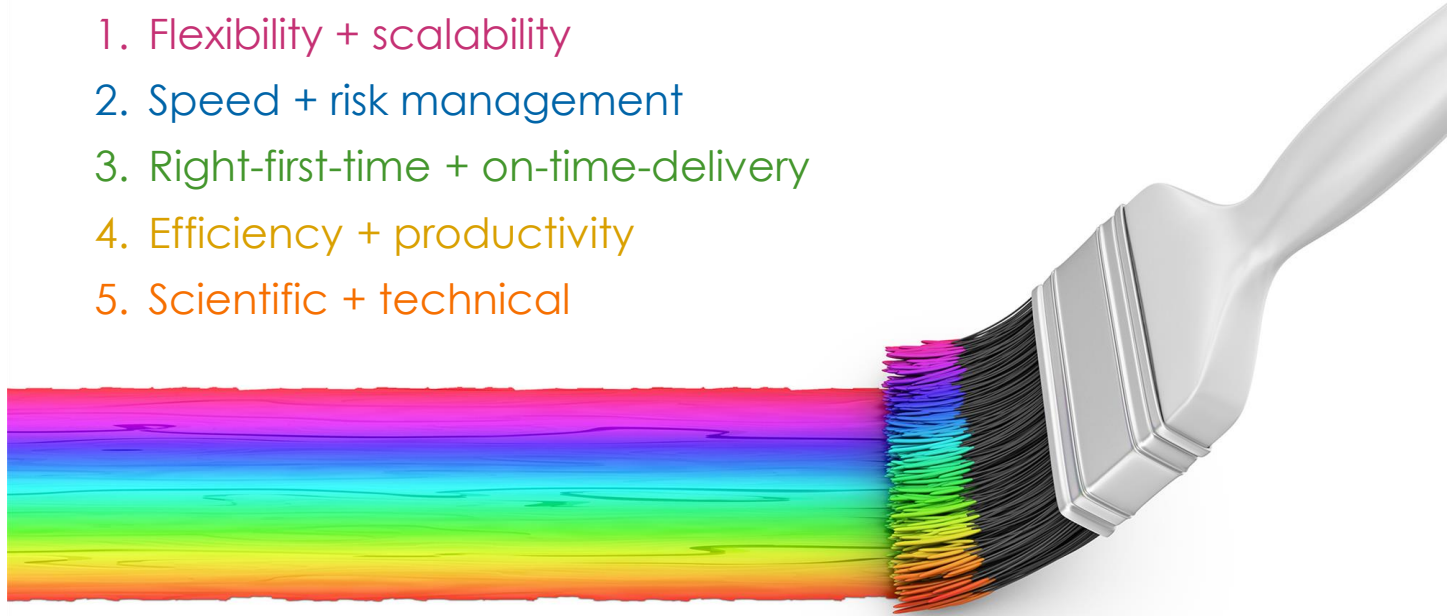 1. Flexibility + scalability
2. Speed + risk management
3. Right-first-time + on-time-delivery
4. Efficiency + productivity
5. Scientific + technical